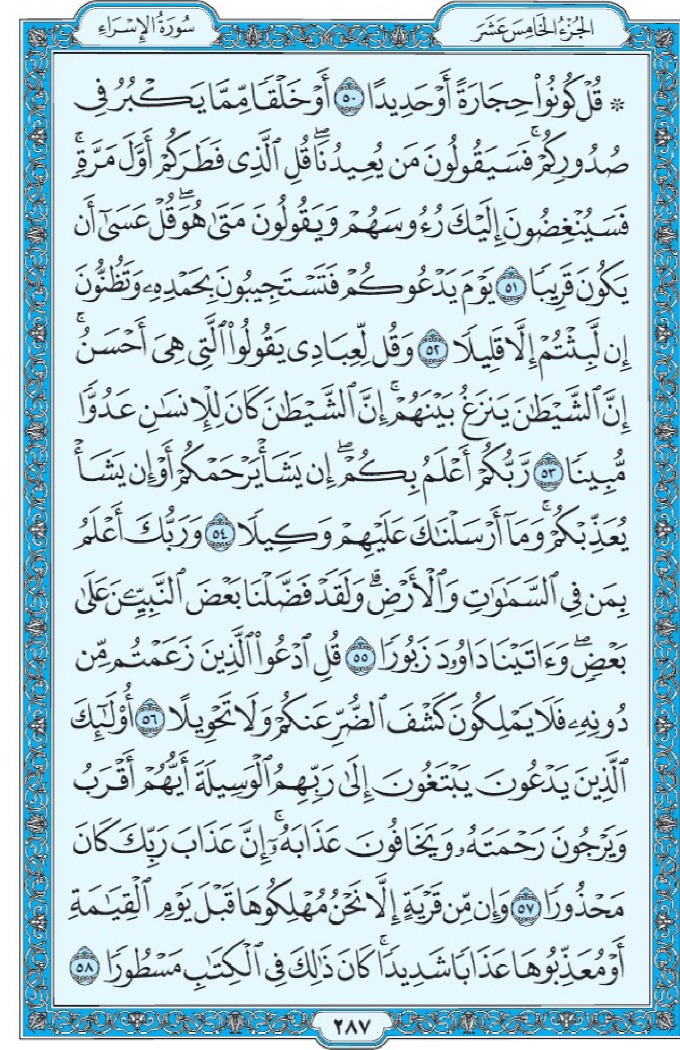 الجُزْءُ الخَامِسَ عَشَرَ
سُورَةُ الإِسْرَاءِ
۞ قُلْ كُونُوا۟ حِجَارَةً أَوْ حَدِيدًا ٥٠ أَوْ خَلْقًا مِّمَّا يَكْبُرُ فِى
صُدُورِكُمْ ۚ فَسَيَقُولُونَ مَن يُعِيدُنَا ۖ قُلِ ٱلَّذِى فَطَرَكُمْ أَوَّلَ مَرَّةٍ ۚ
فَسَيُنْغِضُونَ إِلَيْكَ رُءُوسَهُمْ وَيَقُولُونَ مَتَىٰ هُوَ ۖ قُلْ عَسَىٰٓ أَن
يَكُونَ قَرِيبًا ٥١ يَوْمَ يَدْعُوكُمْ فَتَسْتَجِيبُونَ بِحَمْدِهِۦ وَتَظُنُّونَ
إِن لَّبِثْتُمْ إِلَّا قَلِيلًا ٥٢ وَقُل لِّعِبَادِى يَقُولُوا۟ ٱلَّتِى هِىَ أَحْسَنُ ۚ
إِنَّ ٱلشَّيْطَٰنَ يَنزَغُ بَيْنَهُمْ ۚ إِنَّ ٱلشَّيْطَٰنَ كَانَ لِلْإِنسَٰنِ عَدُوًّا
مُّبِينًا ٥٣ رَّبُّكُمْ أَعْلَمُ بِكُمْ ۖ إِن يَشَأْ يَرْحَمْكُمْ أَوْ إِن يَشَأْ
يُعَذِّبْكُمْ ۚ وَمَآ أَرْسَلْنَٰكَ عَلَيْهِمْ وَكِيلًا ٥٤ وَرَبُّكَ أَعْلَمُ
بِمَن فِى ٱلسَّمَٰوَٰتِ وَٱلْأَرْضِ ۗ وَلَقَدْ فَضَّلْنَا بَعْضَ ٱلنَّبِيِّـۧنَ عَلَىٰ
بَعْضٍ ۖ وَءَاتَيْنَا دَاوُۥدَ زَبُورًا ٥٥ قُلِ ٱدْعُوا۟ ٱلَّذِينَ زَعَمْتُم مِّن
دُونِهِۦ فَلَا يَمْلِكُونَ كَشْفَ ٱلضُّرِّ عَنكُمْ وَلَا تَحْوِيلًا ٥٦ أُو۟لَٰٓئِكَ
ٱلَّذِينَ يَدْعُونَ يَبْتَغُونَ إِلَىٰ رَبِّهِمُ ٱلْوَسِيلَةَ أَيُّهُمْ أَقْرَبُ
وَيَرْجُونَ رَحْمَتَهُۥ وَيَخَافُونَ عَذَابَهُۥٓ ۚ إِنَّ عَذَابَ رَبِّكَ كَانَ
مَحْذُورًا ٥٧ وَإِن مِّن قَرْيَةٍ إِلَّا نَحْنُ مُهْلِكُوهَا قَبْلَ يَوْمِ ٱلْقِيَٰمَةِ
أَوْ مُعَذِّبُوهَا عَذَابًا شَدِيدًا ۚ كَانَ ذَٰلِكَ فِى ٱلْكِتَٰبِ مَسْطُورًا ٥٨
٢٨٧